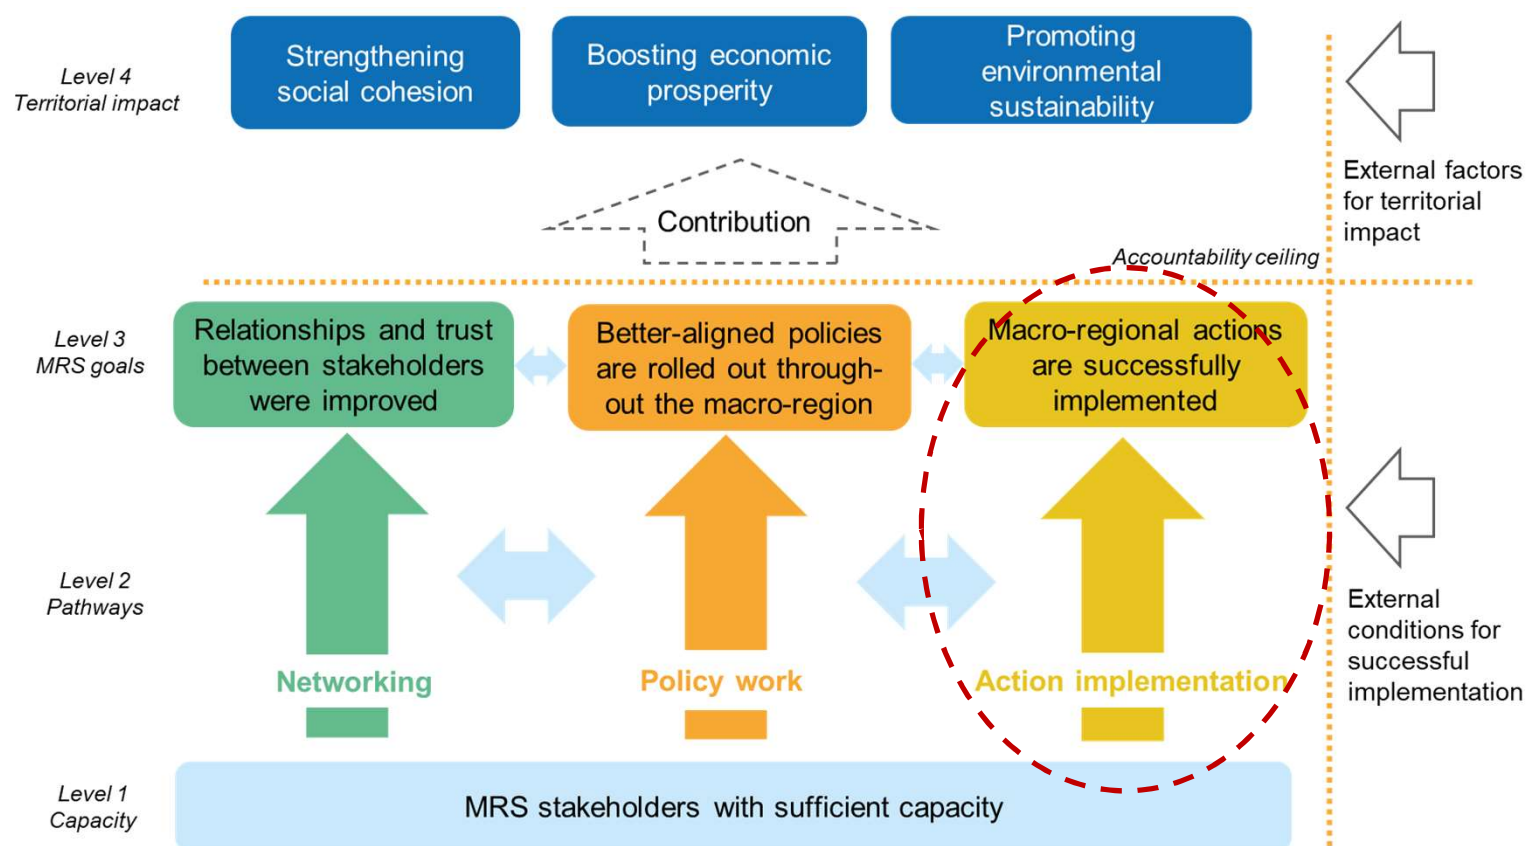 Level 4
Territorial impact
Strengthening
social cohesion
Boosting economic
prosperity
Promoting
environmental
sustainability
External factors
for territorial
impact
Contribution
Accountability ceiling
Level 3
MRS goals
Relationships and trust
between stakeholders
were improved
Better-aligned policies
are rolled out through-
out the macro-region
Macro-regional actions
are successfully
implemented
Level 2
Pathways
External
conditions for
successful
implementation
Networking
Policy work
Action implementation
Level 1
Capacity
MRS stakeholders with sufficient capacity